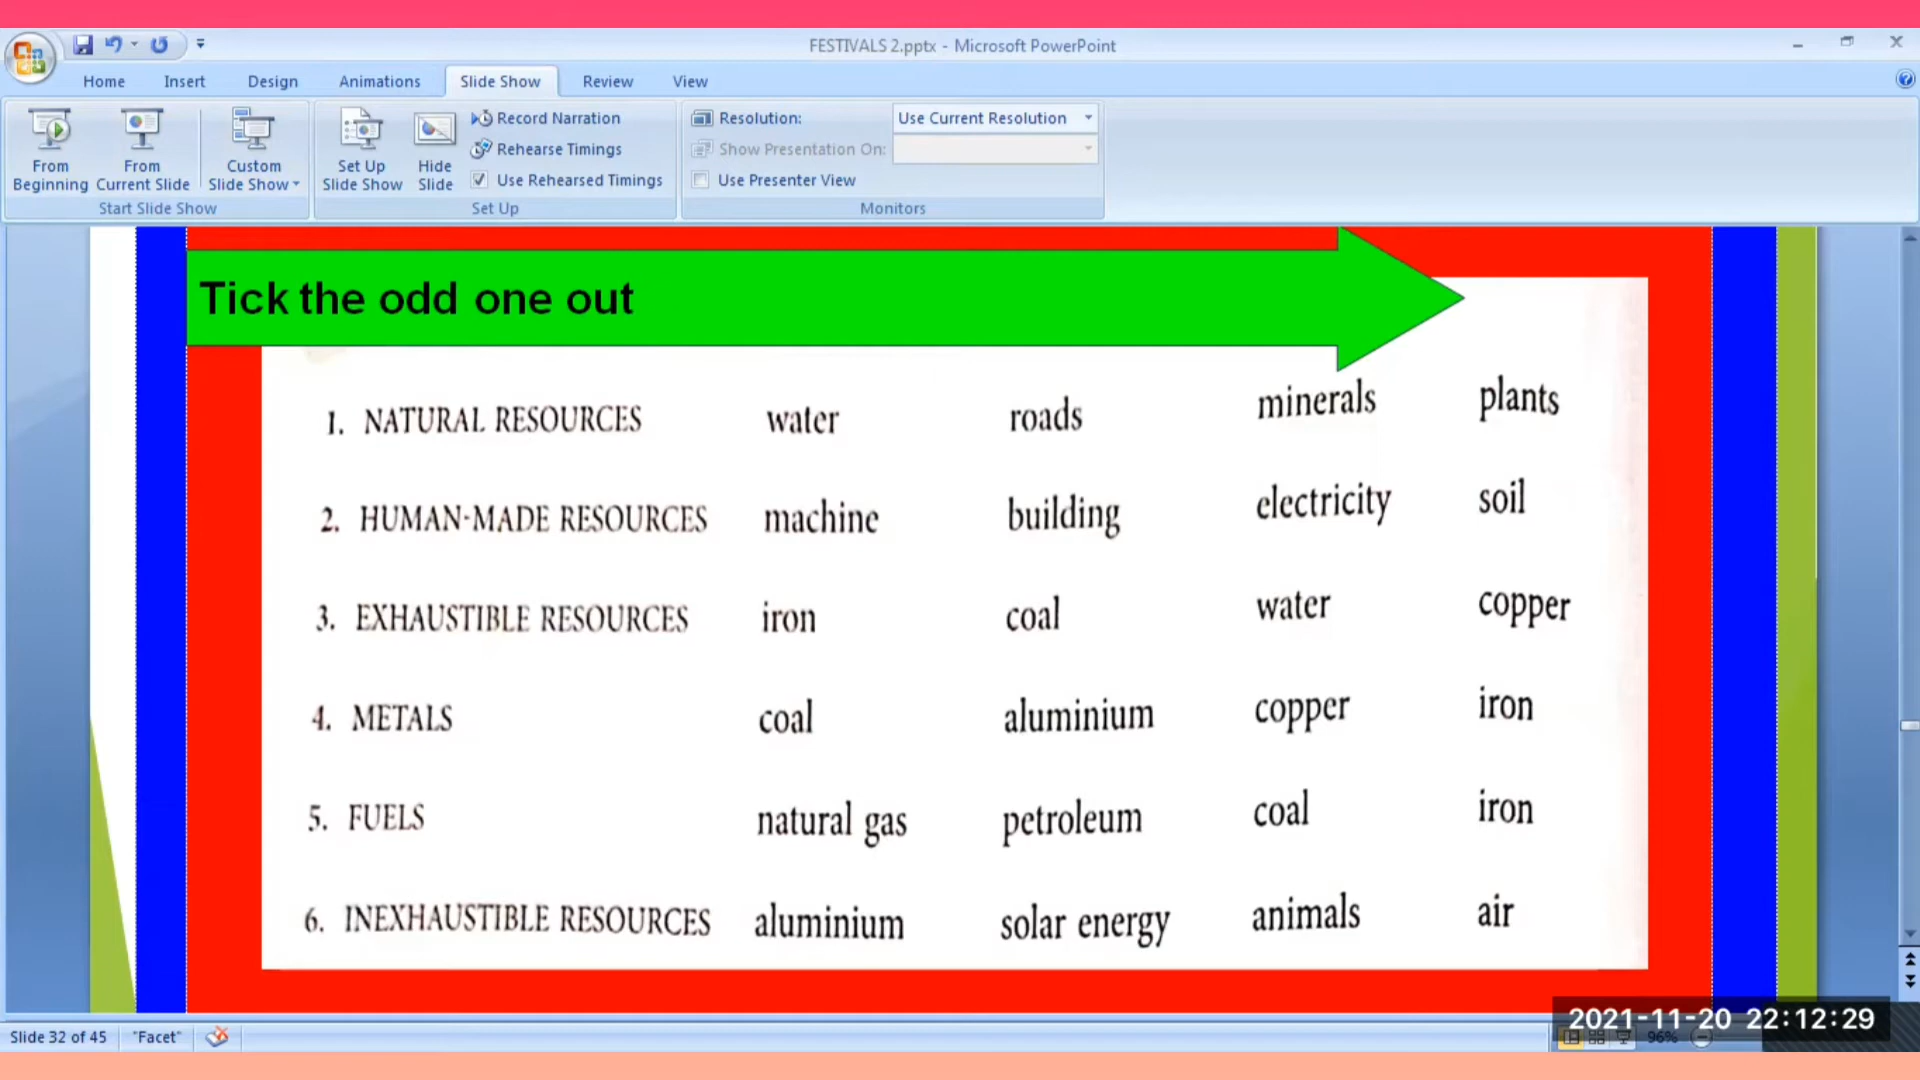 FESTIVALS 2.pptx - Microsoft PowerPoint
Home Insert Design Animations Slide Show Review View
From Beginning
From Current Slide
Custom Slide Show
Start Slide Show
Set Up Slide Show
Hide Slide
Record Narration
Rehearse Timings
Use Rehearsed Timings
Set Up
Resolution: Use Current Resolution
Show Presentation On:
Use Presenter View
Monitors
Tick the odd one out
1. NATURAL RESOURCES water roads minerals plants
2. HUMAN-MADE RESOURCES machine building electricity soil
3. EXHAUSTIBLE RESOURCES iron coal water copper
4. METALS coal aluminium copper iron
5. FUELS natural gas petroleum coal iron
6. INEXHAUSTIBLE RESOURCES aluminium solar energy animals air
2021-11-20 22:12:29
Slide 32 of 45 "Facet" 96%